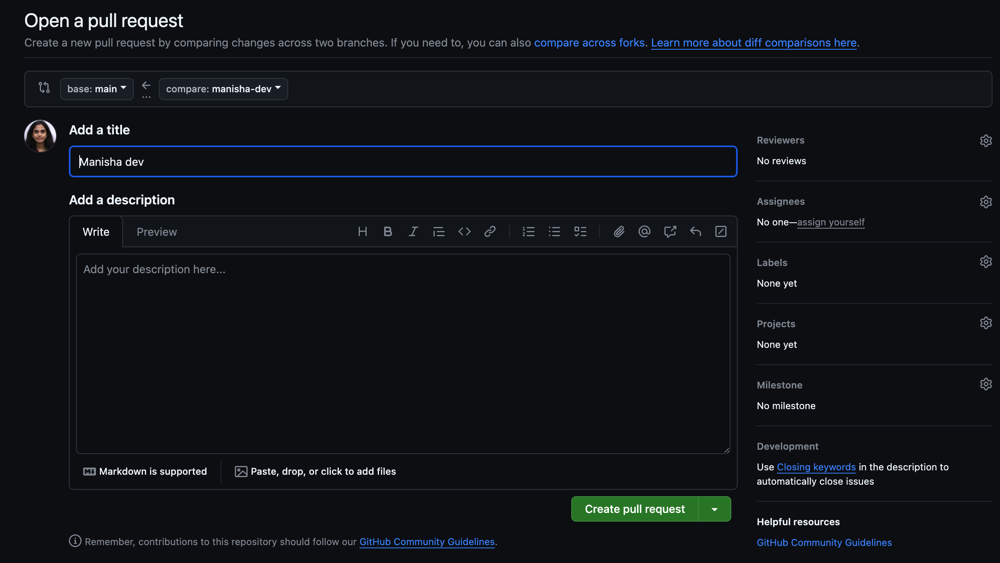 Open a pull request
Create a new pull request by comparing changes across two branches. If you need to, you can also compare across forks. Learn more about diff comparisons here.
base: main
compare: manisha-dev
Add a title
Manisha dev
Add a description
Write
Preview
Add your description here...
Markdown is supported
Paste, drop, or click to add files
Create pull request
Remember, contributions to this repository should follow our GitHub Community Guidelines.
Reviewers
No reviews
Assignees
No one—assign yourself
Labels
None yet
Projects
None yet
Milestone
No milestone
Development
Use Closing keywords in the description to
automatically close issues
Helpful resources
GitHub Community Guidelines